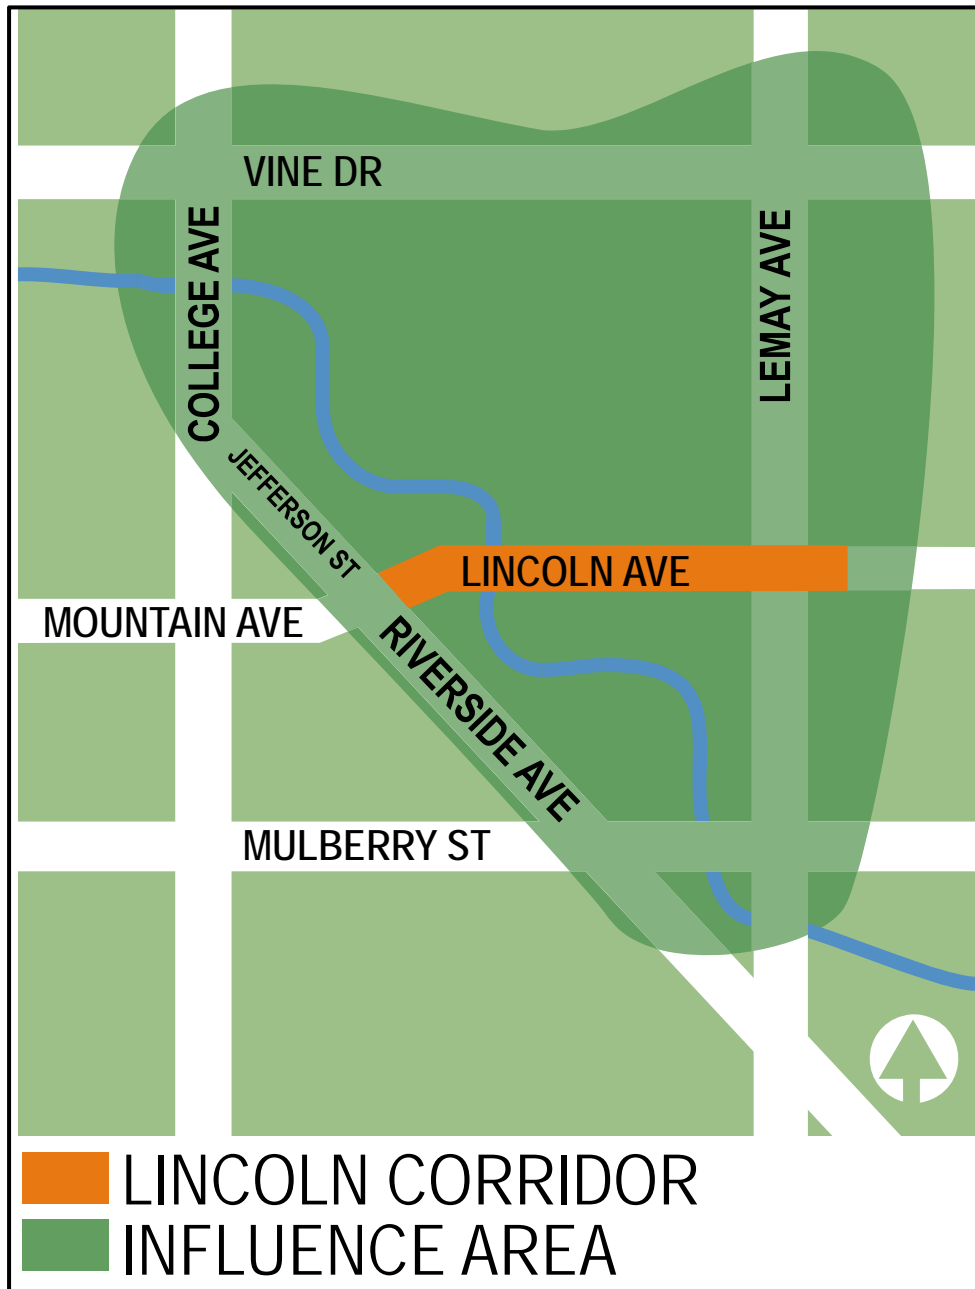 VINE DR
COLLEGE AVE
LEMAY AVE
JEFFERSON ST
LINCOLN AVE
MOUNTAIN AVE
RIVERSIDE AVE
MULBERRY ST
LINCOLN CORRIDOR
INFLUENCE AREA